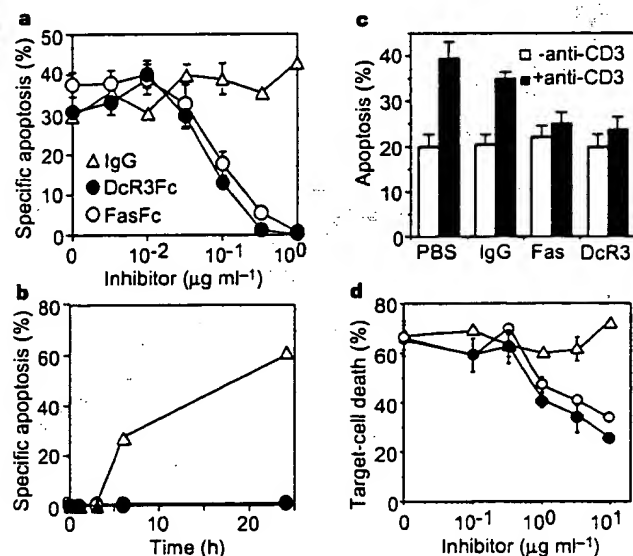 a
Specific apoptosis (%)
50
40
30
20
10
0
△ IgG
● DcR3Fc
○ FasFc
0 10⁻² 10⁻¹ 10⁰
Inhibitor (μg ml⁻¹)
b
Specific apoptosis (%)
80
60
40
20
0
0 10 20
Time (h)
c
Apoptosis (%)
40
30
20
10
0
□ -anti-CD3
■ +anti-CD3
PBS IgG Fas DcR3
d
Target-cell death (%)
80
60
40
20
0
0 10⁻¹ 10⁰ 10¹
Inhibitor (μg ml⁻¹)